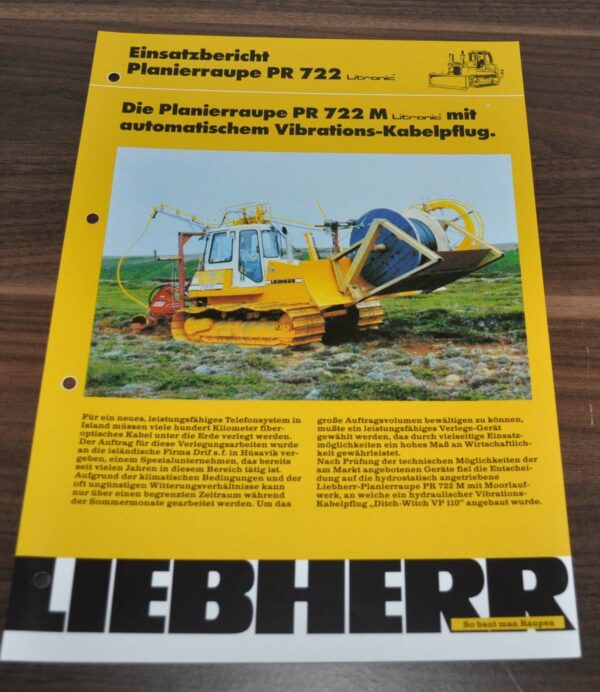 Einsatzbericht
Planierraupe PR 722 Litronic
Die Planierraupe PR 722 M Litronic mit
automatischem Vibrations-Kabelpflug.
LIEBHERR
Für ein neues, leistungsfähiges Telefonsystem in
Island müssen viele hundert Kilometer fiber-
optisches Kabel unter die Erde verlegt werden.
Der Auftrag für diese Verlegungsarbeiten wurde
an die isländische Firma Drif s. f. in Húsavík ver-
geben, einem Spezialunternehmen, das bereits
seit vielen Jahren in diesem Bereich tätig ist.
Aufgrund der klimatischen Bedingungen und der
oft ungünstigen Witterungsverhältnisse kann
nur über einen begrenzten Zeitraum während
der Sommermonate gearbeitet werden. Um das
große Auftragsvolumen bewältigen zu können,
mußte ein leistungsfähiges Verlege-Gerät
gewählt werden, das durch vielseitige Einsatz-
möglichkeiten ein hohes Maß an Wirtschaftlich-
keit gewährleistet.
Nach Prüfung der technischen Möglichkeiten der
am Markt angebotenen Geräte fiel die Entschei-
dung auf die hydrostatisch angetriebene
Liebherr-Planierraupe PR 722 M mit Moorlauf-
werk, an welche ein hydraulischer Vibrations-
Kabelpflug „Ditch-Witch VP 110" angebaut wurde.
LIEBHERR
So baut man Raupen